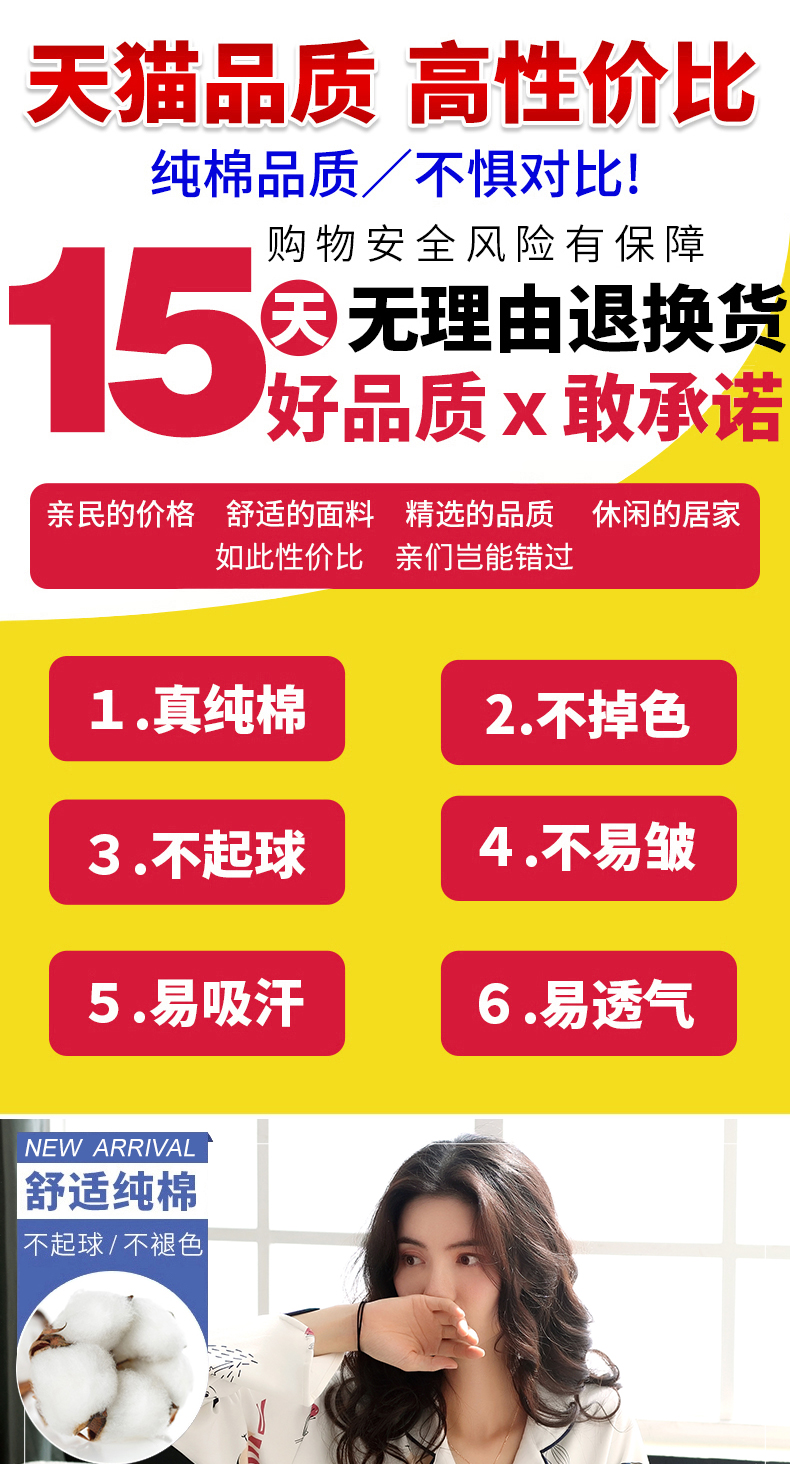 天猫品质 高性价比
纯棉品质／不惧对比!
购物安全风险有保障
15天无理由退换货
好品质x敢承诺
亲民的价格 舒适的面料 精选的品质 休闲的居家
如此性价比 亲们岂能错过
1.真纯棉
2.不掉色
3.不起球
4.不易皱
5.易吸汗
6.易透气
NEW ARRIVAL
舒适纯棉
不起球/不褪色